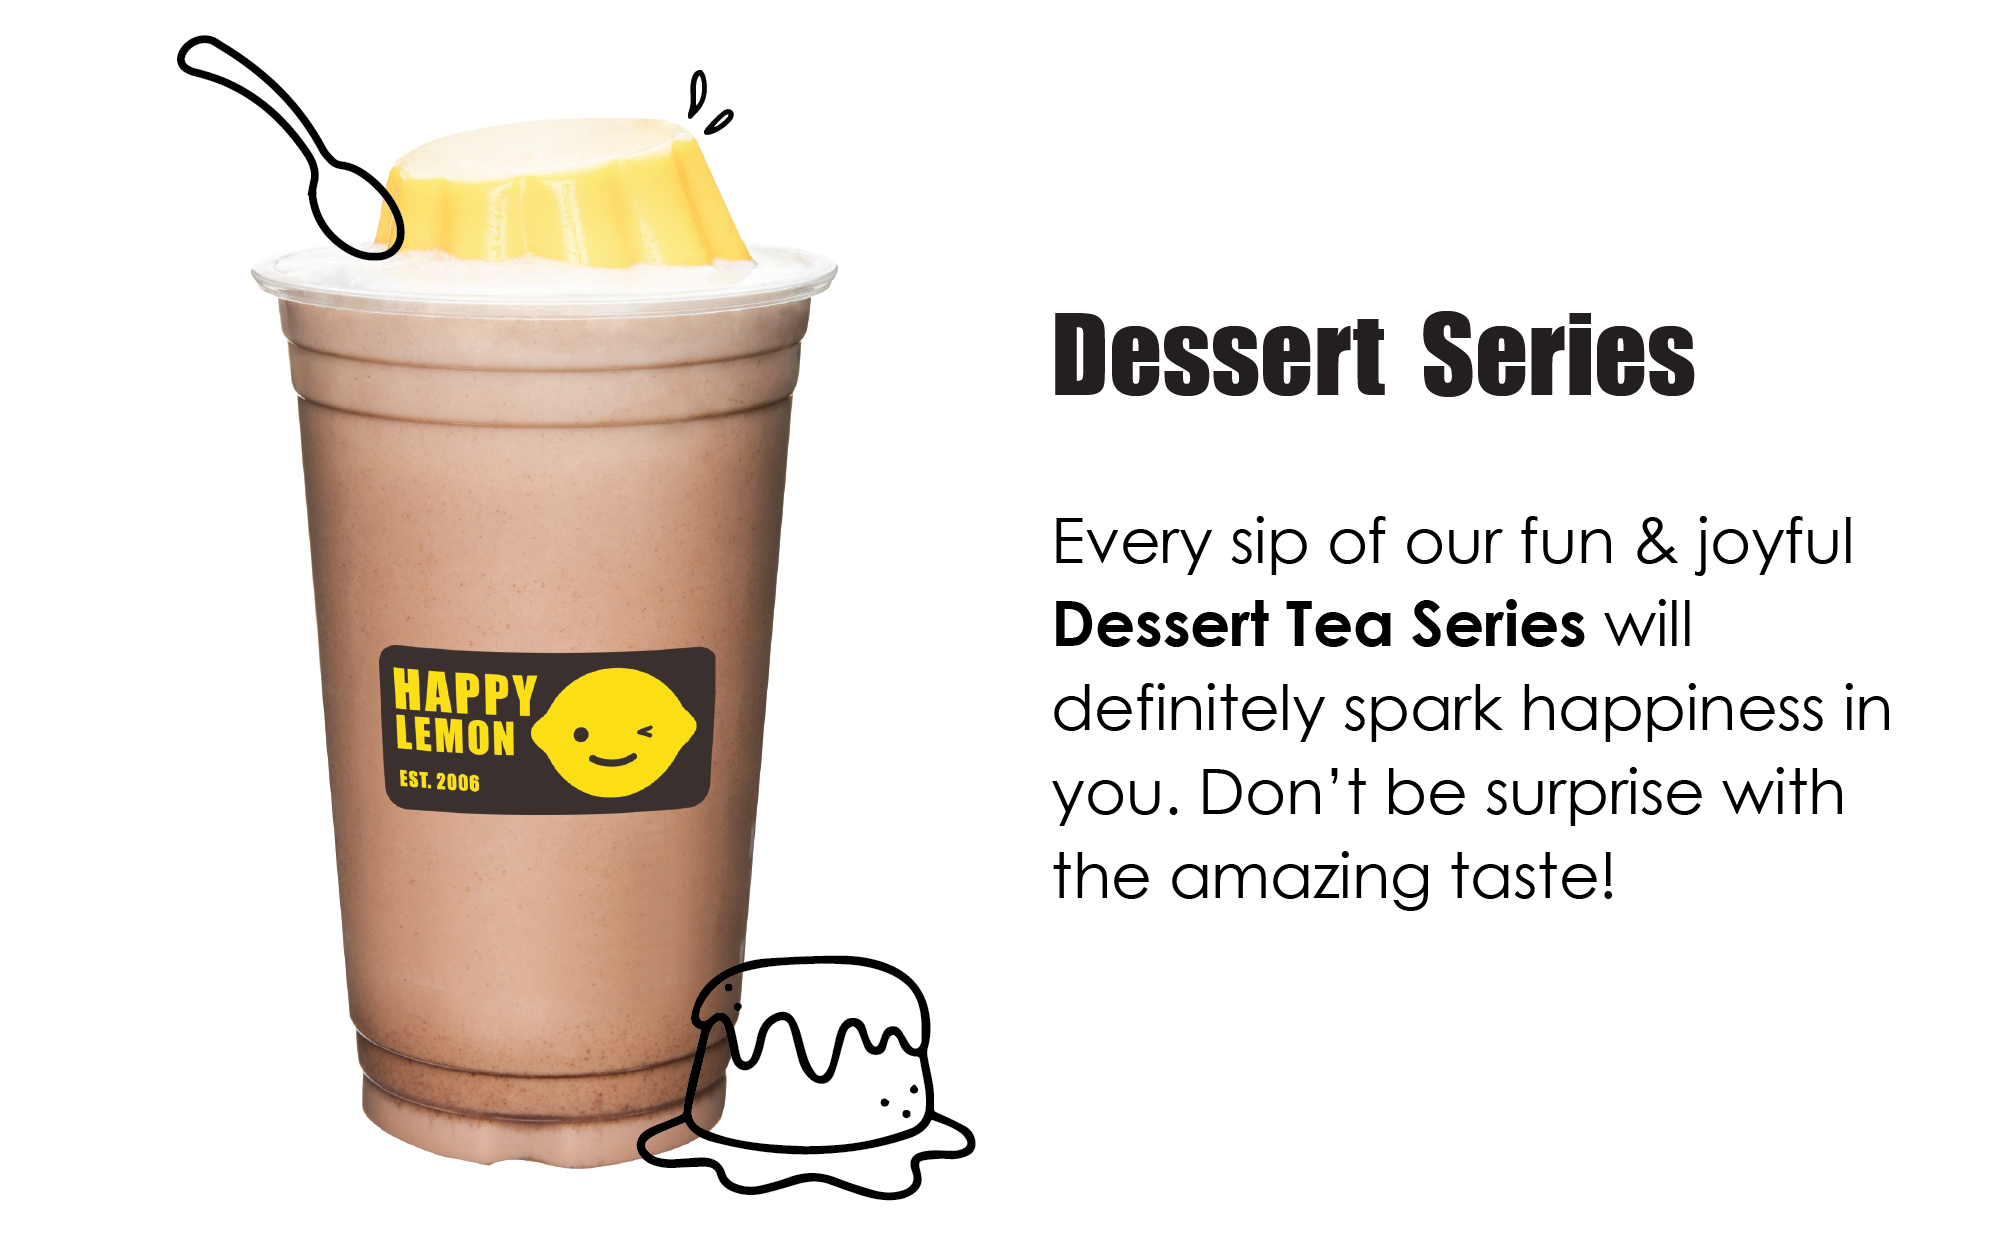 HAPPY
LEMON
EST. 2006
Dessert Series
Every sip of our fun & joyful
Dessert Tea Series will
definitely spark happiness in
you. Don’t be surprise with
the amazing taste!